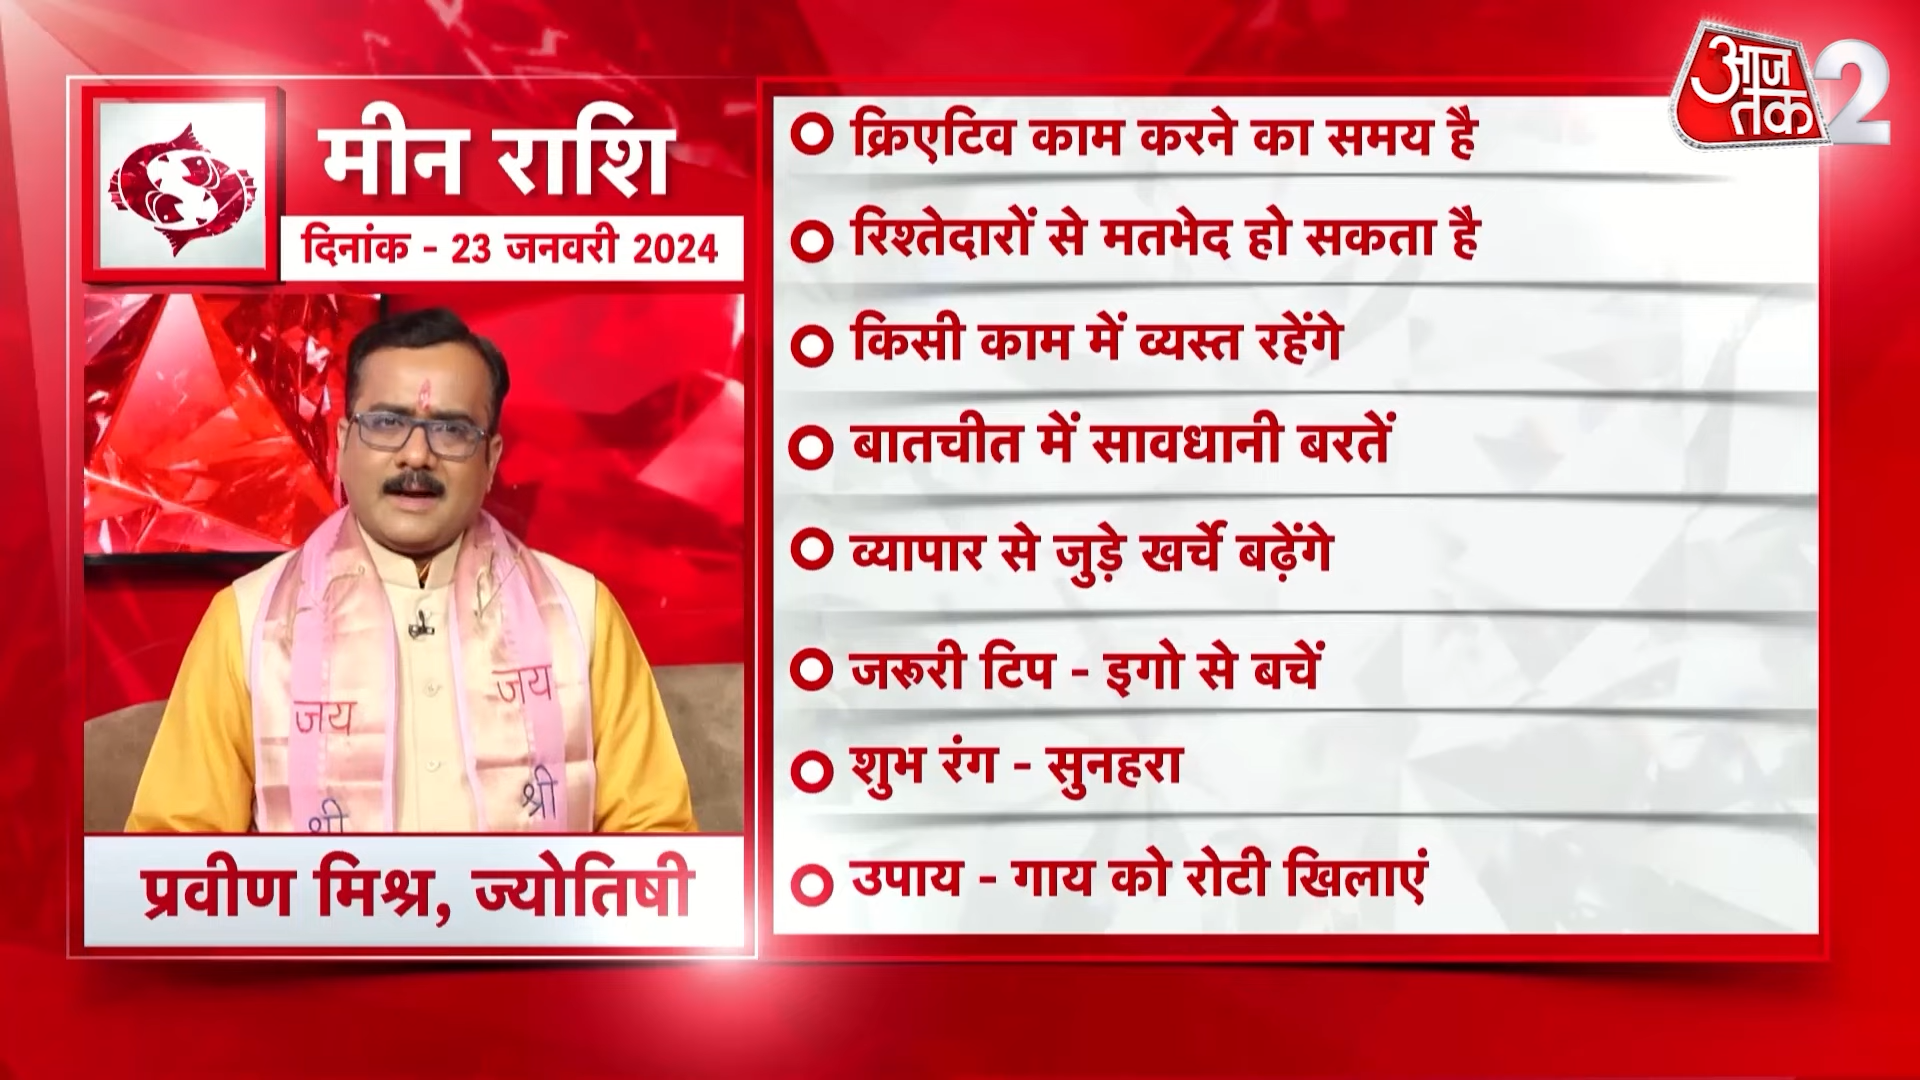 मीन राशि
दिनांक - 23 जनवरी 2024
जय
जय
श्री
श्री
प्रवीण मिश्र, ज्योतिषी
क्रिएटिव काम करने का समय है
रिश्तेदारों से मतभेद हो सकता है
किसी काम में व्यस्त रहेंगे
बातचीत में सावधानी बरतें
व्यापार से जुड़े खर्चे बढ़ेंगे
जरूरी टिप - इगो से बचें
शुभ रंग - सुनहरा
उपाय - गाय को रोटी खिलाएं
आज
तक 2